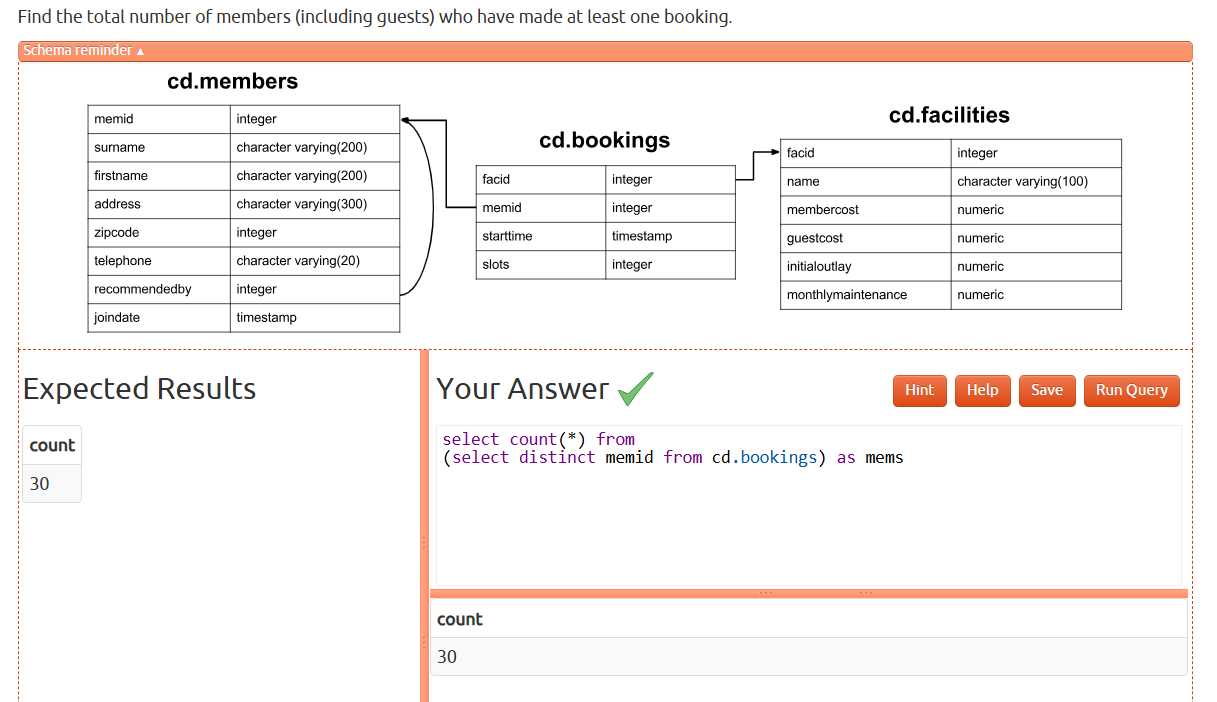 Find the total number of members (including guests) who have made at least one booking.
Schema reminder ▲
cd.members
memid integer
surname character varying(200)
firstname character varying(200)
address character varying(300)
zipcode integer
telephone character varying(20)
recommendedby integer
joindate timestamp
cd.bookings
facid integer
memid integer
starttime timestamp
slots integer
cd.facilities
facid integer
name character varying(100)
membercost numeric
guestcost numeric
initialoutlay numeric
monthlymaintenance numeric
Expected Results
count
30
Your Answer
Hint Help Save Run Query
select count(*) from
(select distinct memid from cd.bookings) as mems
count
30